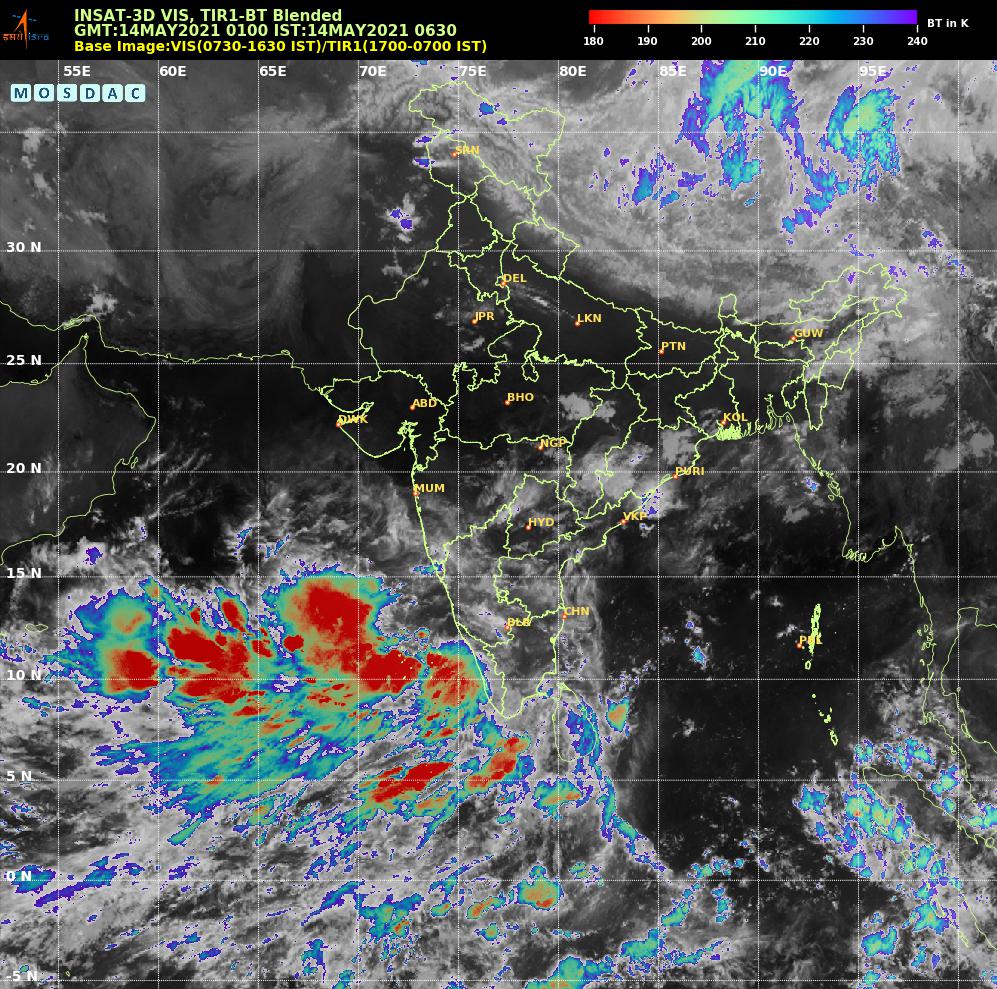 INSAT-3D VIS, TIR1-BT Blended
GMT:14MAY2021 0100 IST:14MAY2021 0630
Base Image:VIS(0730-1630 IST)/TIR1(1700-0700 IST)
BT in K
180 190 200 210 220 230 240
55E 60E 65E 70E 75E 80E 85E 90E 95E
MOSDAC
SRN
30 N
DEL
JPR LKN
GUW
PTN
25 N
ABD BHO
DWK KOL
NGP
20 N PURI
MUM
HYD VKP
15 N
CHN
BLB
10 N
5 N
0 N
-5 N